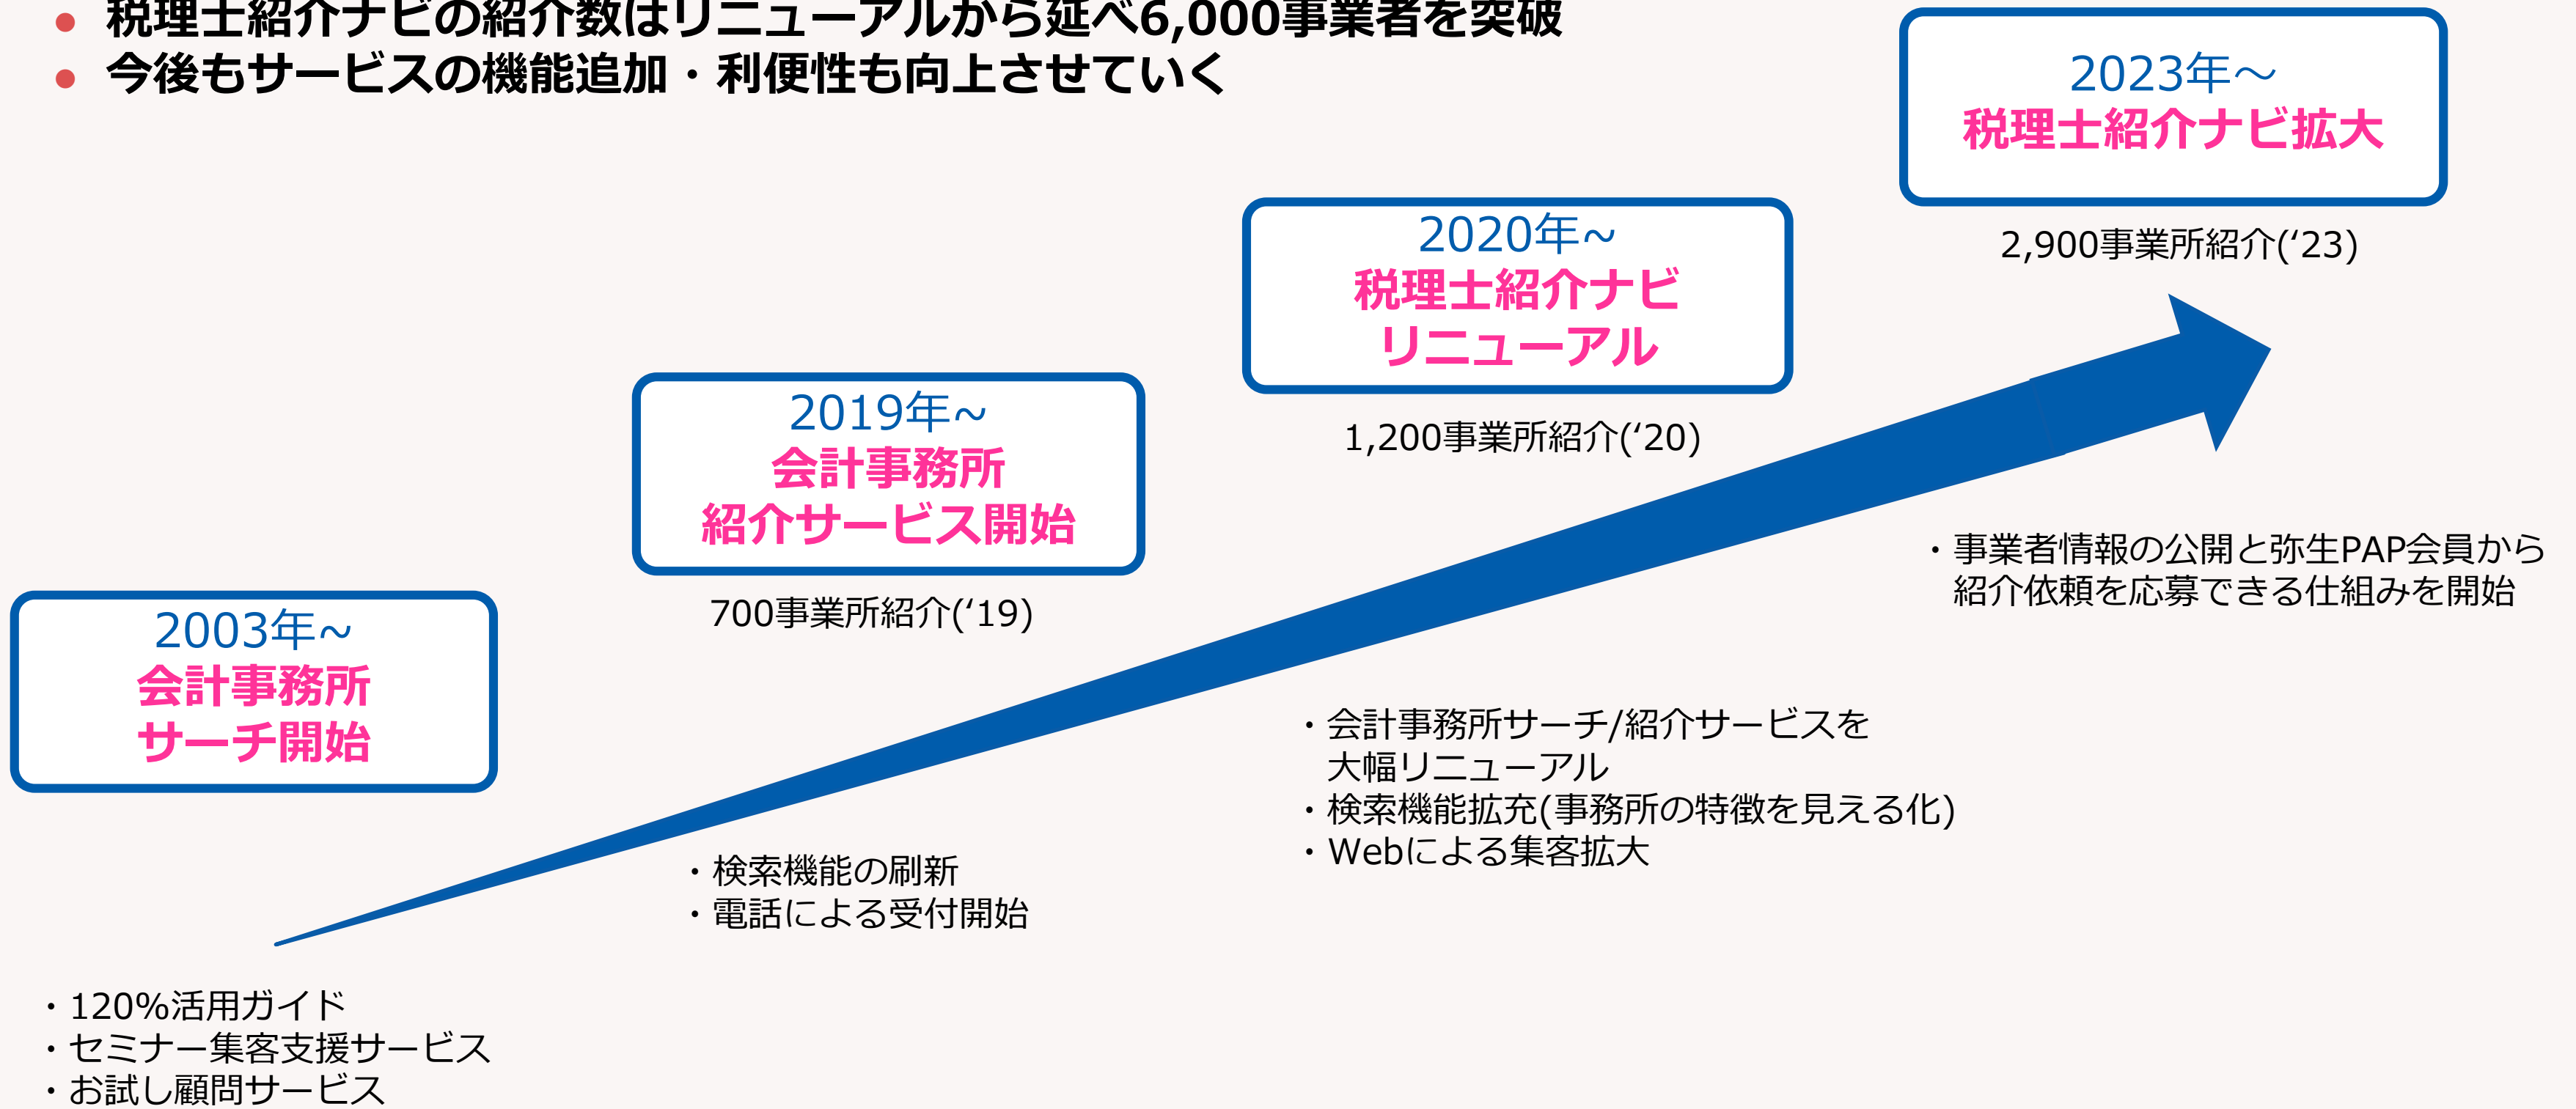 • 税理士紹介ナビの紹介数はリニューアルから延べ6,000事業者を突破
• 今後もサービスの機能追加・利便性も向上させていく
2003年~
会計事務所
サーチ開始
・120%活用ガイド
・セミナー集客支援サービス
・お試し顧問サービス
2019年~
会計事務所
紹介サービス開始
700事業所紹介(‘19)
・検索機能の刷新
・電話による受付開始
2020年~
税理士紹介ナビ
リニューアル
1,200事業所紹介(‘20)
・会計事務所サーチ/紹介サービスを
大幅リニューアル
・検索機能拡充(事務所の特徴を見える化)
・Webによる集客拡大
2023年～
税理士紹介ナビ拡大
2,900事業所紹介(‘23)
・事業者情報の公開と弥生PAP会員から
紹介依頼を応募できる仕組みを開始